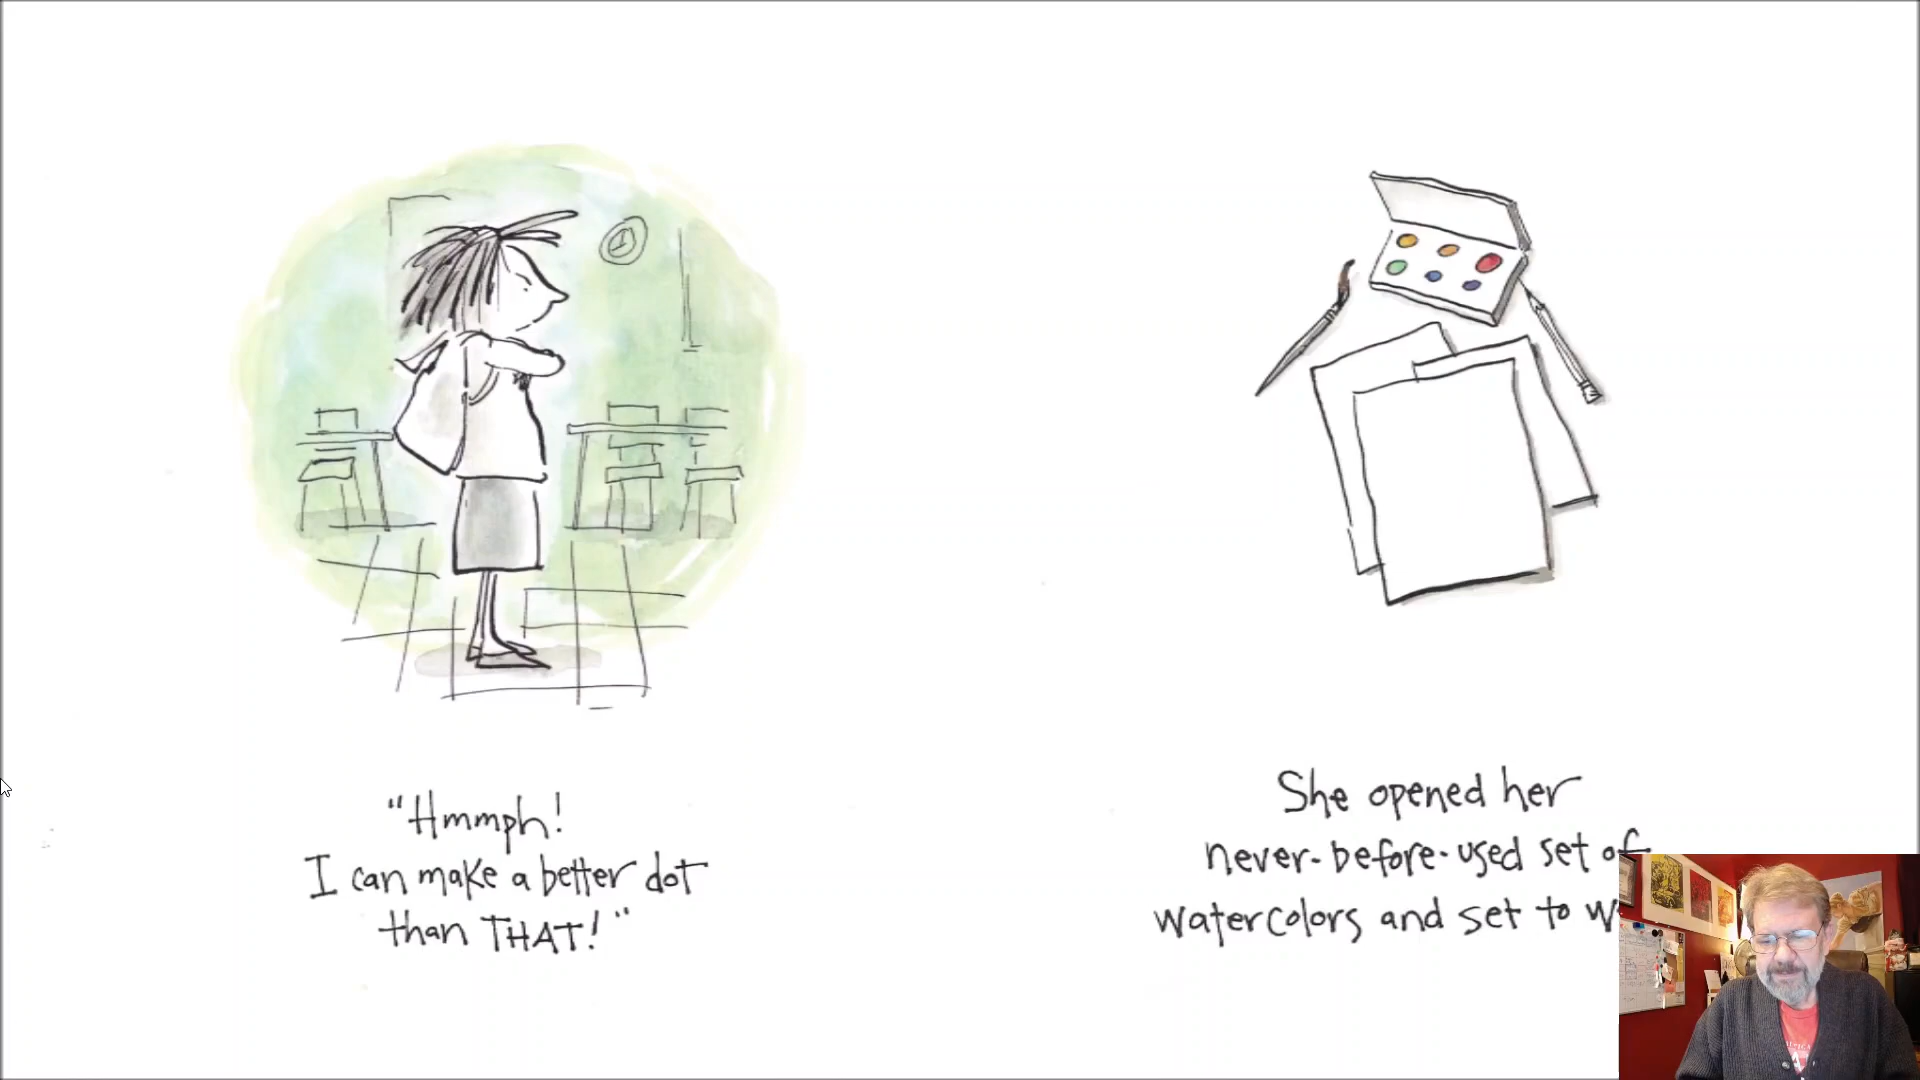 "Hmmph!
I can make a better dot
than THAT!"
She opened her
never-before-used set of
watercolors and set to